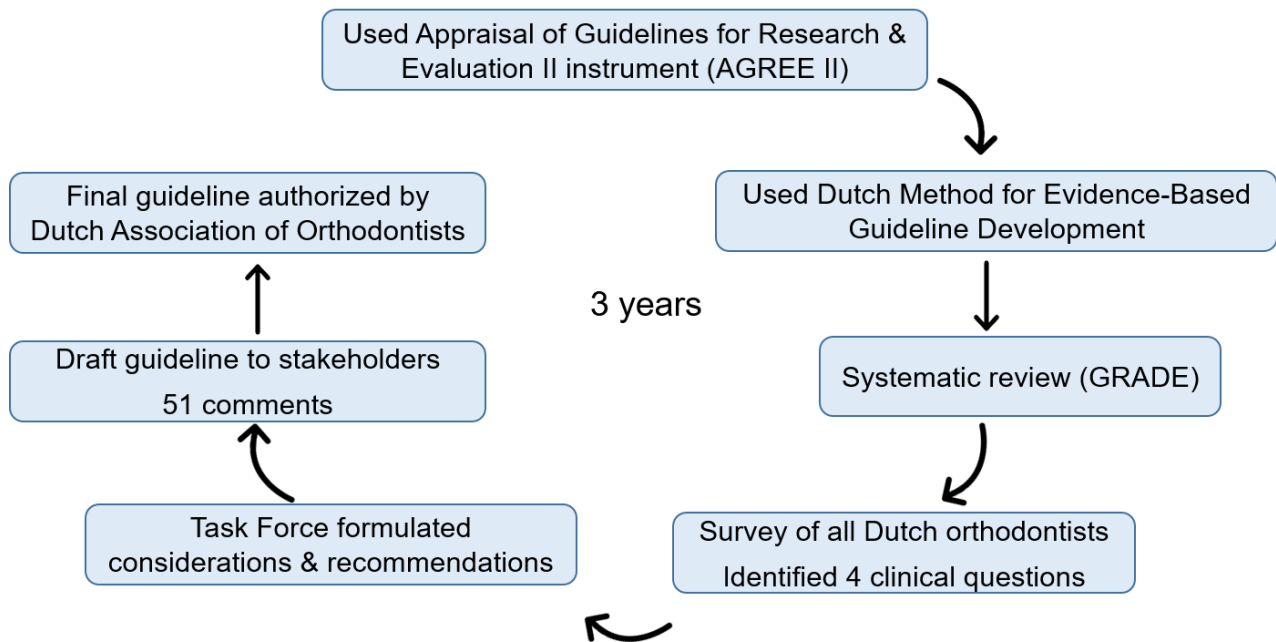 Used Appraisal of Guidelines for Research &
Evaluation II instrument (AGREE II)
Used Dutch Method for Evidence-Based
Guideline Development
Systematic review (GRADE)
Survey of all Dutch orthodontists
Identified 4 clinical questions
Task Force formulated
considerations & recommendations
Draft guideline to stakeholders
51 comments
Final guideline authorized by
Dutch Association of Orthodontists
3 years